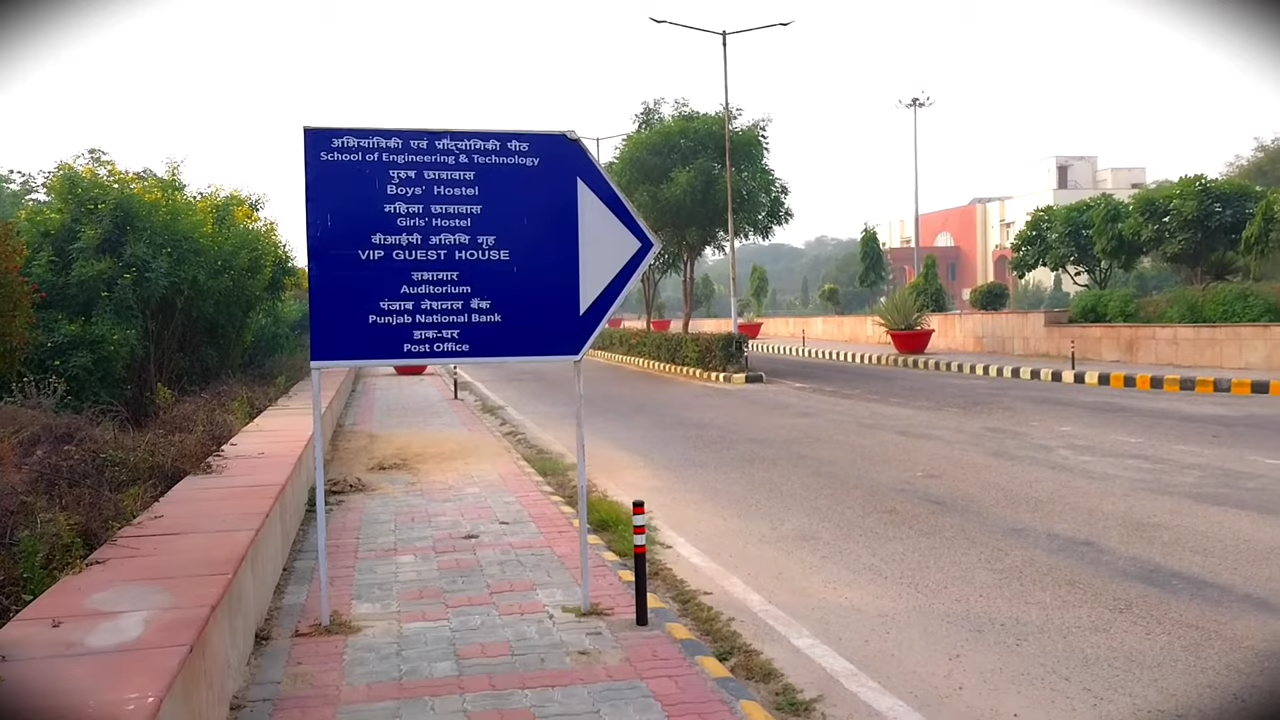 अभियांत्रिकी एवं प्रौद्योगिकी पीठ
School of Engineering & Technology
पुरुष छात्रावास
Boys' Hostel
महिला छात्रावास
Girls' Hostel
वीआईपी अतिथि गृह
VIP GUEST HOUSE
सभागार
Auditorium
पंजाब नेशनल बैंक
Punjab National Bank
डाक-घर
Post Office